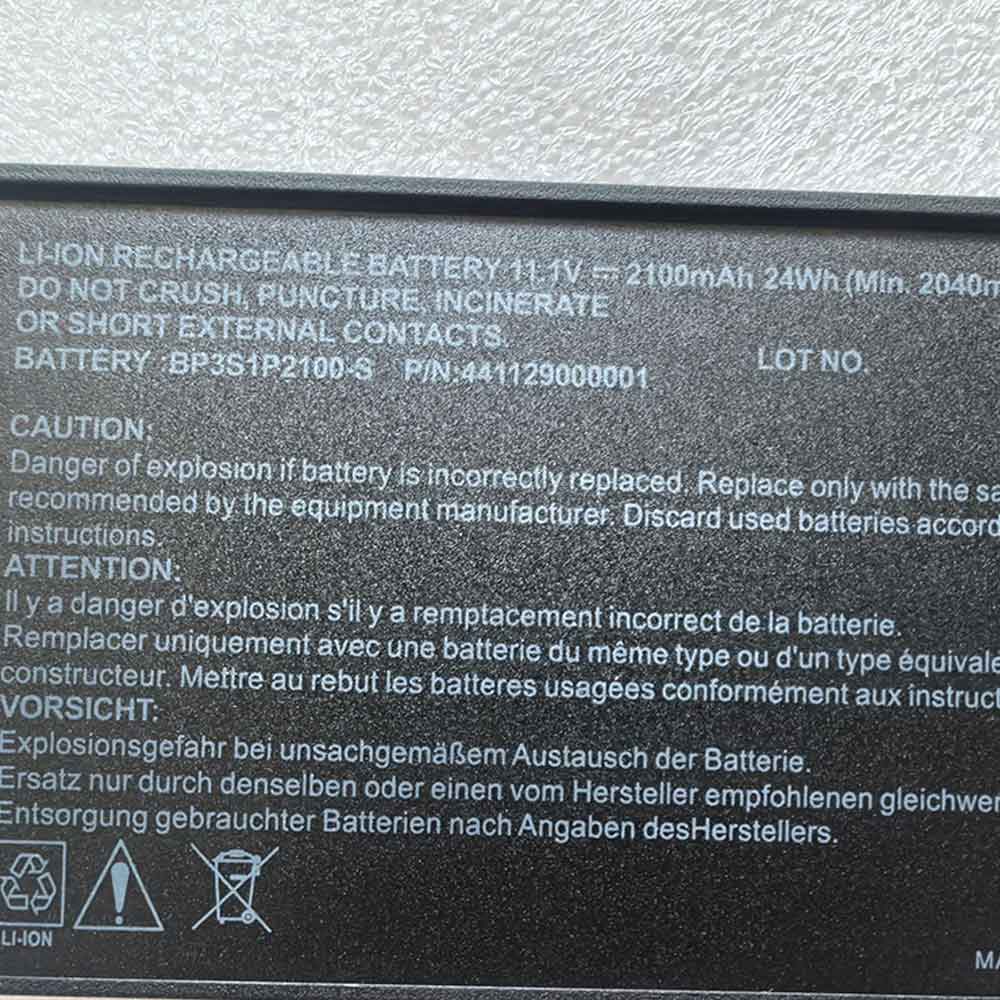 LI-ION RECHARGEABLE BATTERY 11.1V ⎓ 2100mAh 24Wh (Min. 2040m
DO NOT CRUSH, PUNCTURE, INCINERATE
OR SHORT EXTERNAL CONTACTS.
BATTERY :BP3S1P2100-S P/N:441129000001 LOT NO.
CAUTION:
Danger of explosion if battery is incorrectly replaced. Replace only with the sa
recommended by the equipment manufacturer. Discard used batteries accord
instructions.
ATTENTION:
Il y a danger d'explosion s'il y a remptacement incorrect de la batterie.
Remplacer uniquement avec une batterie du même type ou d'un type équivale
constructeur. Mettre au rebut les batteres usagées conformément aux instruct
VORSICHT:
Explosionsgefahr bei unsachgemäßem Austausch der Batterie.
Ersatz nur durch denselben oder einen vom Hersteller empfohlenen gleichwer
Entsorgung gebrauchter Batterien nach Angaben desHerstellers.
LI-ION
MA